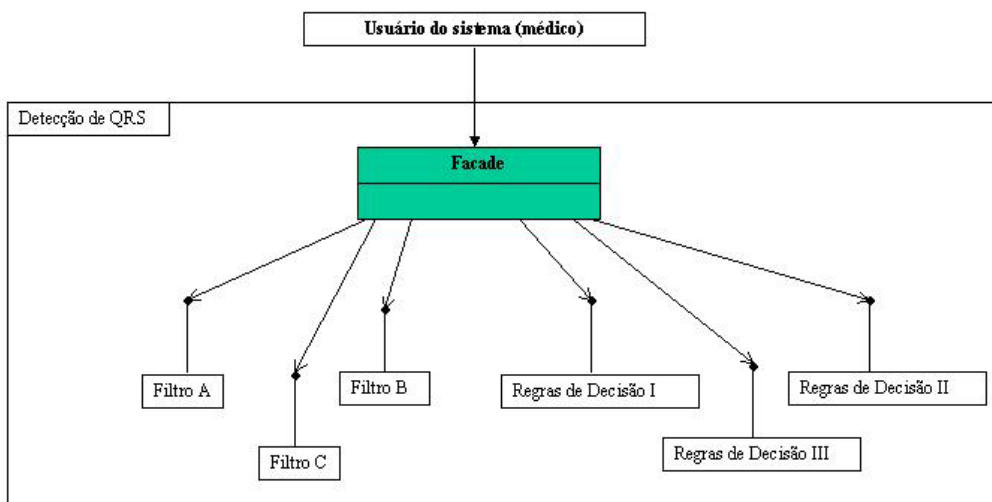 Usuário do sistema (médico)
Detecção de QRS
Facade
Filtro A
Filtro B
Regras de Decisão I
Regras de Decisão II
Filtro C
Regras de Decisão III